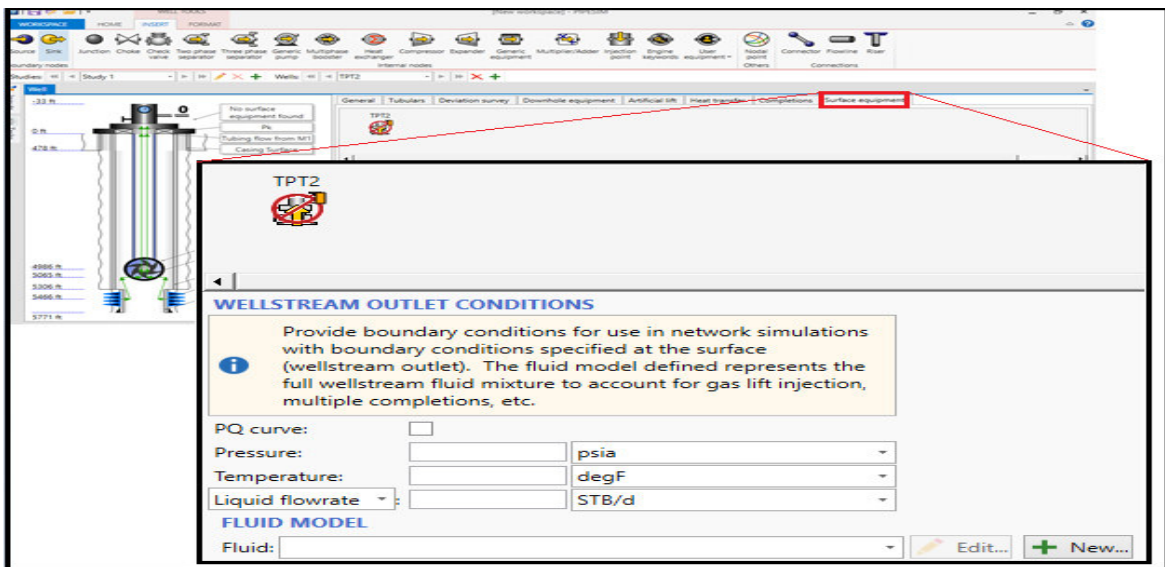 WELL TOOLS
[New workspace] - PIPESIM
WORKSPACE HOME INSERT FORMAT
Source Sink Junction Choke Check valve Two phase separator Three phase separator Generic pump Multiphase booster Heat exchanger Compressor Expander Generic equipment Multiplier/Adder Injection point Engine keywords User equipment Nodal point Connector Flowline Riser
Boundary nodes Internal nodes Others Connections
Studies: Study 1 Wells: TPT2
Well
General Tubulars Deviation survey Downhole equipment Artificial lift Heat transfer Completions Surface equipment
-33 ft
0 ft
478 ft
4986 ft
5065 ft
5306 ft
5466 ft
5771 ft
0
No surface
equipment found
Pk
Tubing flow from M1
Casing Surface
TPT2
TPT2
WELLSTREAM OUTLET CONDITIONS
Provide boundary conditions for use in network simulations
with boundary conditions specified at the surface
(wellstream outlet). The fluid model defined represents the
full wellstream fluid mixture to account for gas lift injection,
multiple completions, etc.
PQ curve:
Pressure: psia
Temperature: degF
Liquid flowrate : STB/d
FLUID MODEL
Fluid: Edit... New...